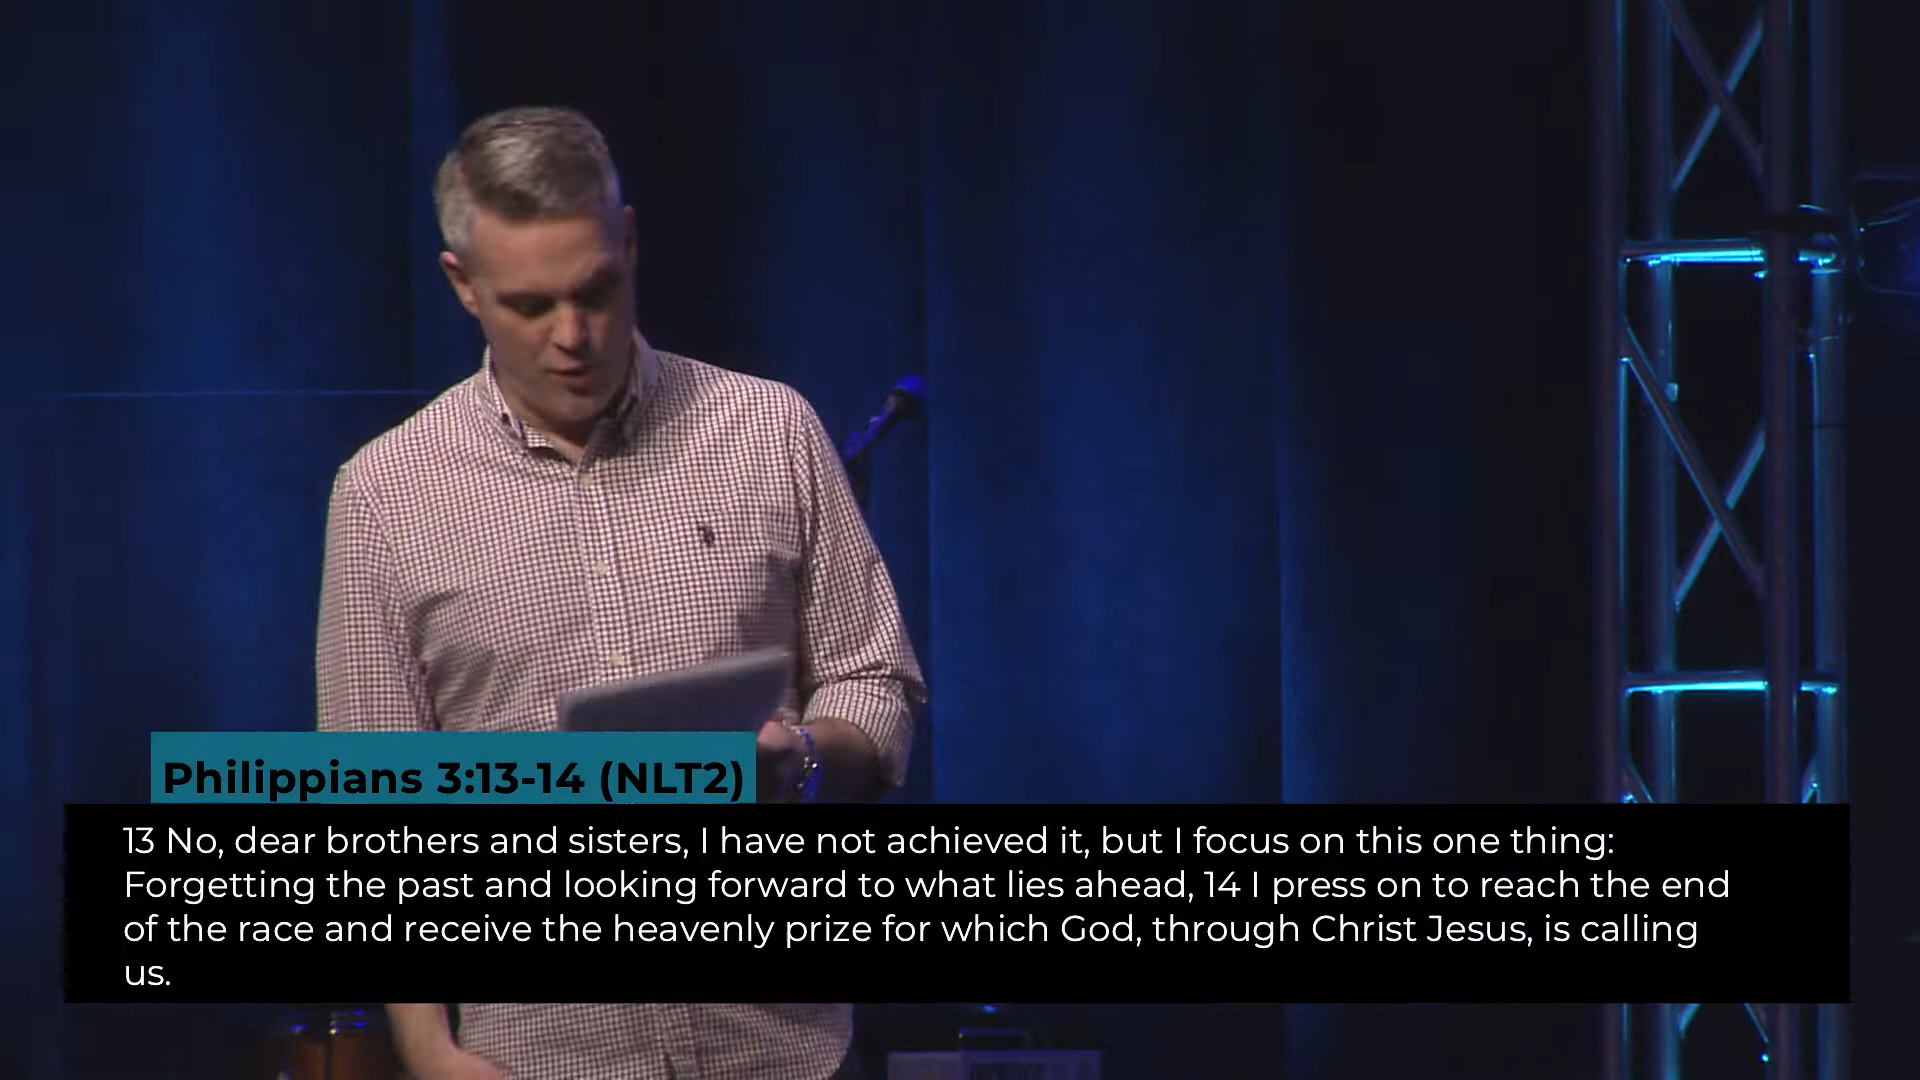 Philippians 3:13-14 (NLT2)
13 No, dear brothers and sisters, I have not achieved it, but I focus on this one thing:
Forgetting the past and looking forward to what lies ahead, 14 I press on to reach the end
of the race and receive the heavenly prize for which God, through Christ Jesus, is calling
us.